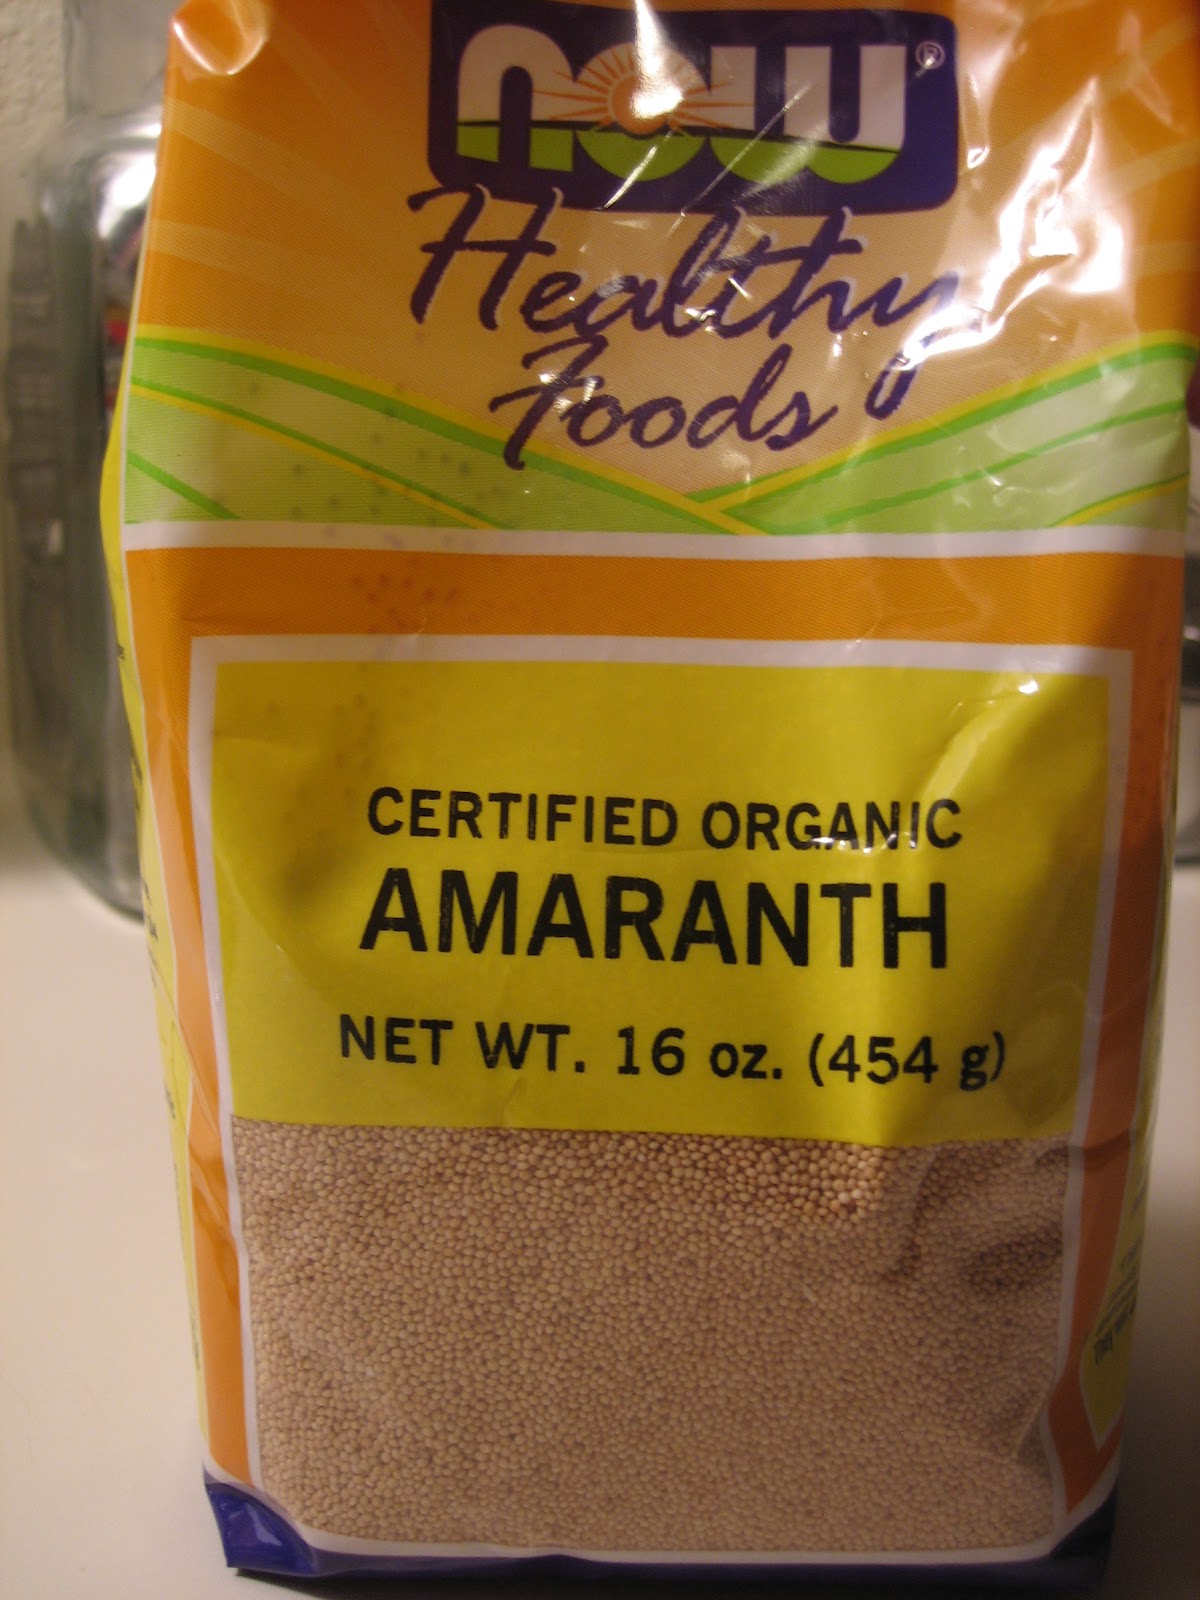 now®
Healthy
Foods
CERTIFIED ORGANIC
AMARANTH
NET WT. 16 oz. (454 g)